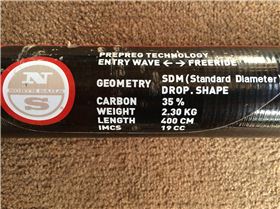 PREPREG TECHNOLOGY
ENTRY WAVE <--> FREERIDE
GEOMETRY SDM (Standard Diameter)
DROP. SHAPE
CARBON 35 %
WEIGHT 2.30 KG
LENGTH 400 CM
IMCS 19 CC
N
NORTH SAILS
S